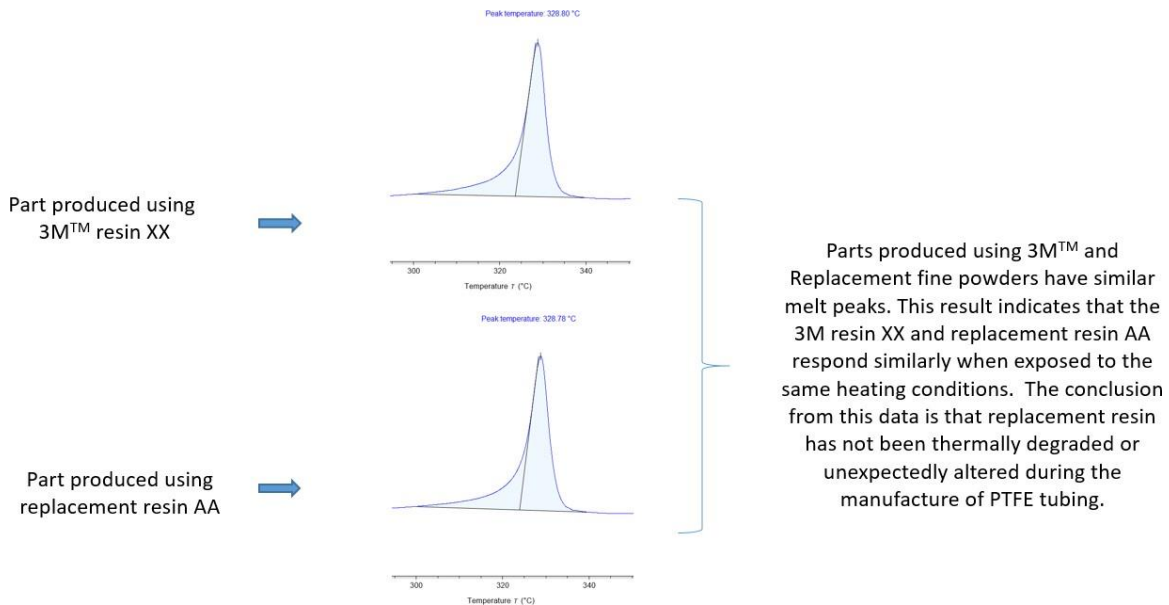 Peak temperature: 328.80 °C
Part produced using
3M™ resin XX
300 320 340
Temperature T (°C)
Peak temperature: 328.78 °C
Part produced using
replacement resin AA
300 320 340
Temperature T (°C)
Parts produced using 3M™ and
Replacement fine powders have similar
melt peaks. This result indicates that the
3M resin XX and replacement resin AA
respond similarly when exposed to the
same heating conditions.  The conclusion
from this data is that replacement resin
has not been thermally degraded or
unexpectedly altered during the
manufacture of PTFE tubing.